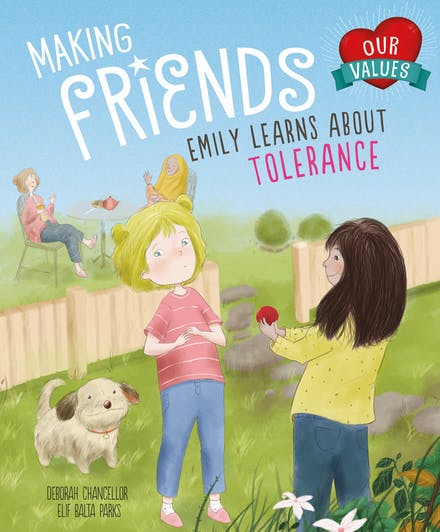 MAKING
FRiENDS
OUR
VALUES
EMILY LEARNS ABOUT
TOLERANCE
DEBORAH CHANCELLOR
ELIF BALTA PARKS